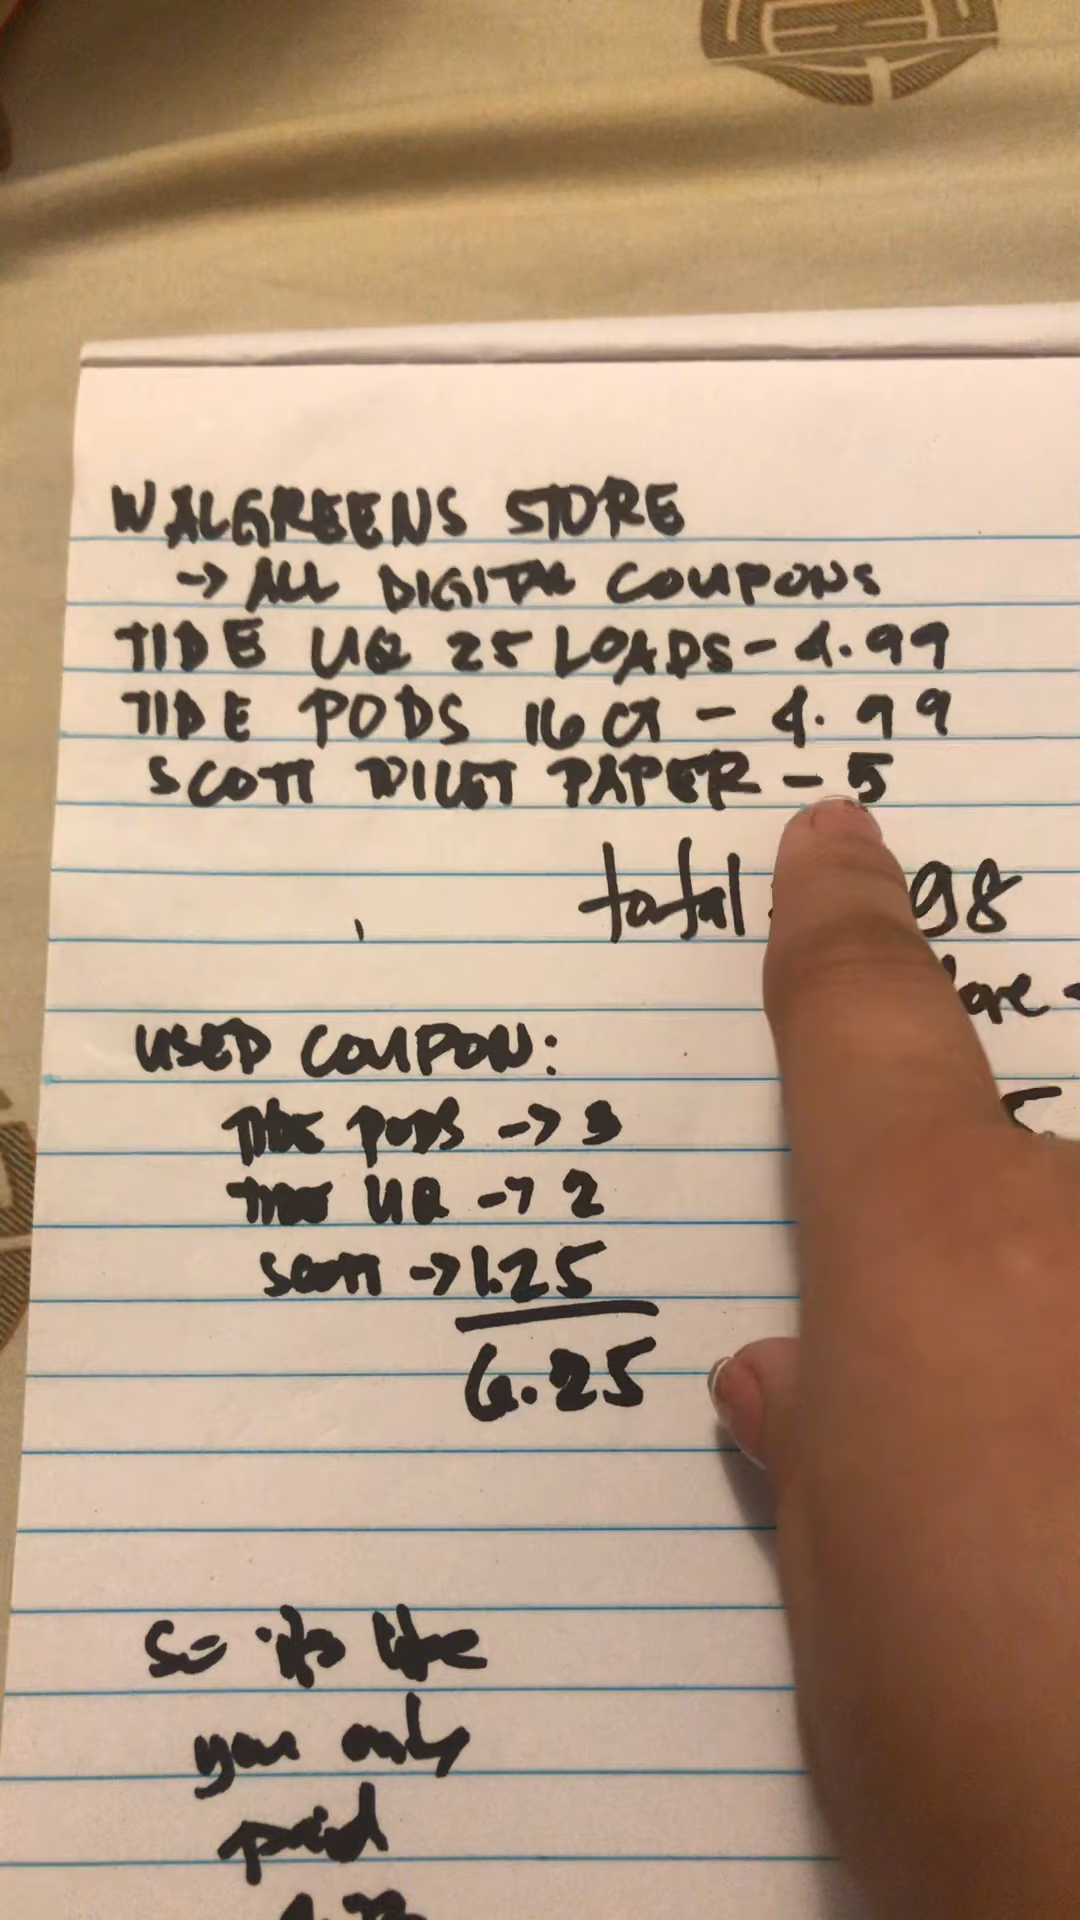 WALGREENS STORE
→ ALL DIGITAL COUPONS
TIDE LIQ 25 LOADS - 4.99
TIDE PODS 16 CT - 4.99
SCOTT TOILET PAPER - 5
total 98
USED COUPON:
TIDE PODS → 3
TIDE LIQ → 2
SCOTT → 1.25
6.25
So its like
you only
paid